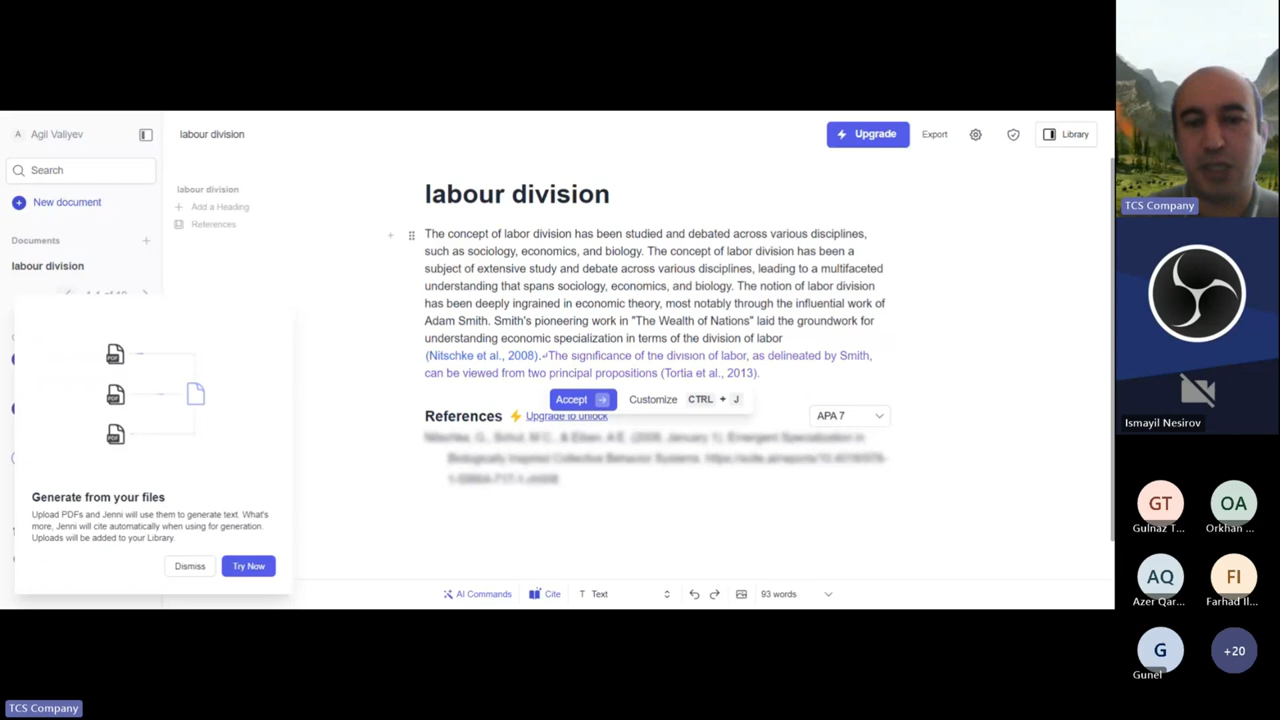 A Agil Valiyev
Search
New document
Documents
labour division
Generate from your files
Upload PDFs and Jenni will use them to generate text. What's
more, Jenni will cite automatically when using for generation.
Uploads will be added to your Library.
Dismiss
Try Now
labour division
Upgrade
Export
Library
labour division
Add a Heading
References
labour division
The concept of labor division has been studied and debated across various disciplines,
such as sociology, economics, and biology. The concept of labor division has been a
subject of extensive study and debate across various disciplines, leading to a multifaceted
understanding that spans sociology, economics, and biology. The notion of labor division
has been deeply ingrained in economic theory, most notably through the influential work of
Adam Smith. Smith's pioneering work in "The Wealth of Nations" laid the groundwork for
understanding economic specialization in terms of the division of labor
(Nitschke et al., 2008). The significance of the division of labor, as delineated by Smith,
can be viewed from two principal propositions (Tortia et al., 2013).
Accept
Customize CTRL + J
References
Upgrade to unlock
APA 7
AI Commands
Cite
T Text
93 words
TCS Company
Ismayil Nesirov
GT
Gulnaz T...
OA
Orkhan ...
AQ
Azer Qar...
FI
Farhad Il...
G
Gunel
+20
TCS Company
PDF
PDF
PDF